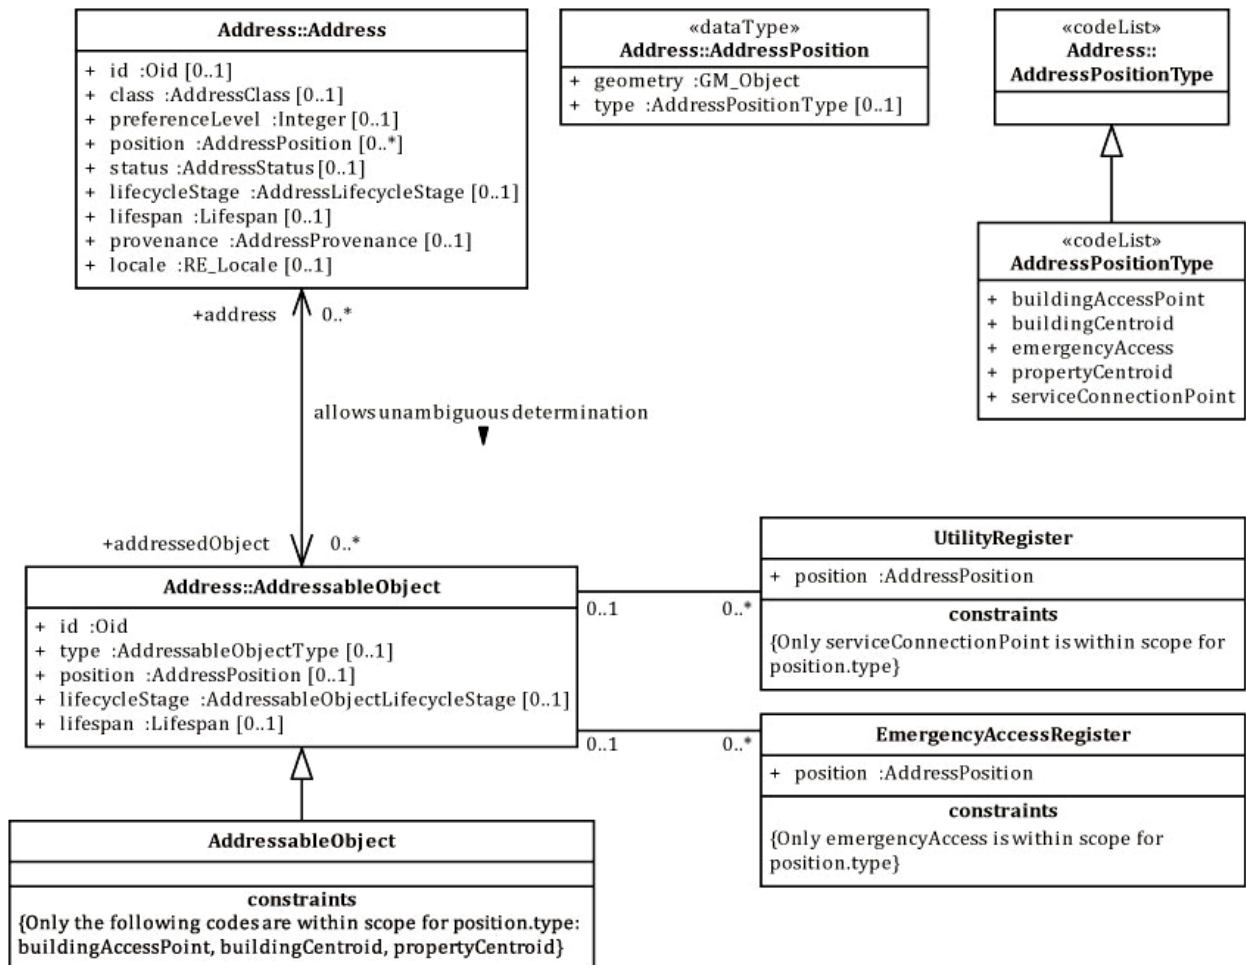 Address::Address
+ id :Oid [0..1]
+ class :AddressClass [0..1]
+ preferenceLevel :Integer [0..1]
+ position :AddressPosition [0..*]
+ status :AddressStatus [0..1]
+ lifecycleStage :AddressLifecycleStage [0..1]
+ lifespan :Lifespan [0..1]
+ provenance :AddressProvenance [0..1]
+ locale :RE_Locale [0..1]
«dataType»
Address::AddressPosition
+ geometry :GM_Object
+ type :AddressPositionType [0..1]
«codeList»
Address::
AddressPositionType
«codeList»
AddressPositionType
+ buildingAccessPoint
+ buildingCentroid
+ emergencyAccess
+ propertyCentroid
+ serviceConnectionPoint
+address 0..*
allows unambiguous determination
+addressedObject 0..*
Address::AddressableObject
+ id :Oid
+ type :AddressableObjectType [0..1]
+ position :AddressPosition [0..1]
+ lifecycleStage :AddressableObjectLifecycleStage [0..1]
+ lifespan :Lifespan [0..1]
0..1 0..*
UtilityRegister
+ position :AddressPosition
constraints
{Only serviceConnectionPoint is within scope for
position.type}
0..1 0..*
EmergencyAccessRegister
+ position :AddressPosition
constraints
{Only emergencyAccess is within scope for
position.type}
AddressableObject
constraints
{Only the following codes are within scope for position.type:
buildingAccessPoint, buildingCentroid, propertyCentroid}